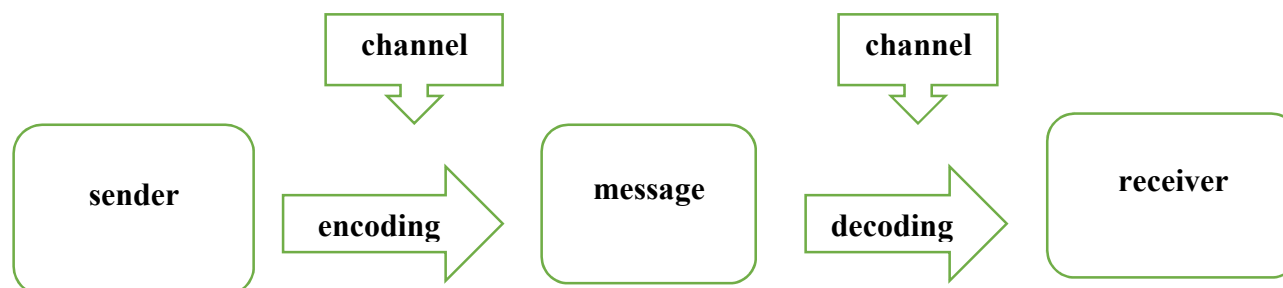 channel
channel
sender
encoding
message
decoding
receiver